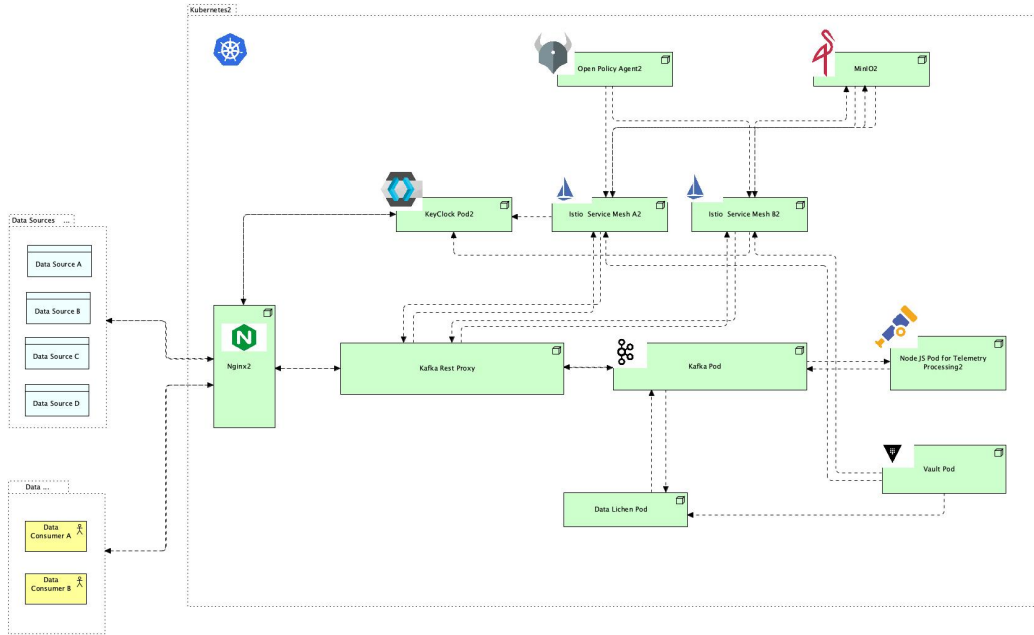 Kubernetes2
Open Policy Agent2
MinIO2
KeyClock Pod2
Istio Service Mesh A2
Istio Service Mesh B2
Data Sources ...
Data Source A
Data Source B
Data Source C
Data Source D
Nginx2
Kafka Rest Proxy
Kafka Pod
Node JS Pod for Telemetry
Processing2
Vault Pod
Data Lichen Pod
Data ...
Data
Consumer A
Data
Consumer B